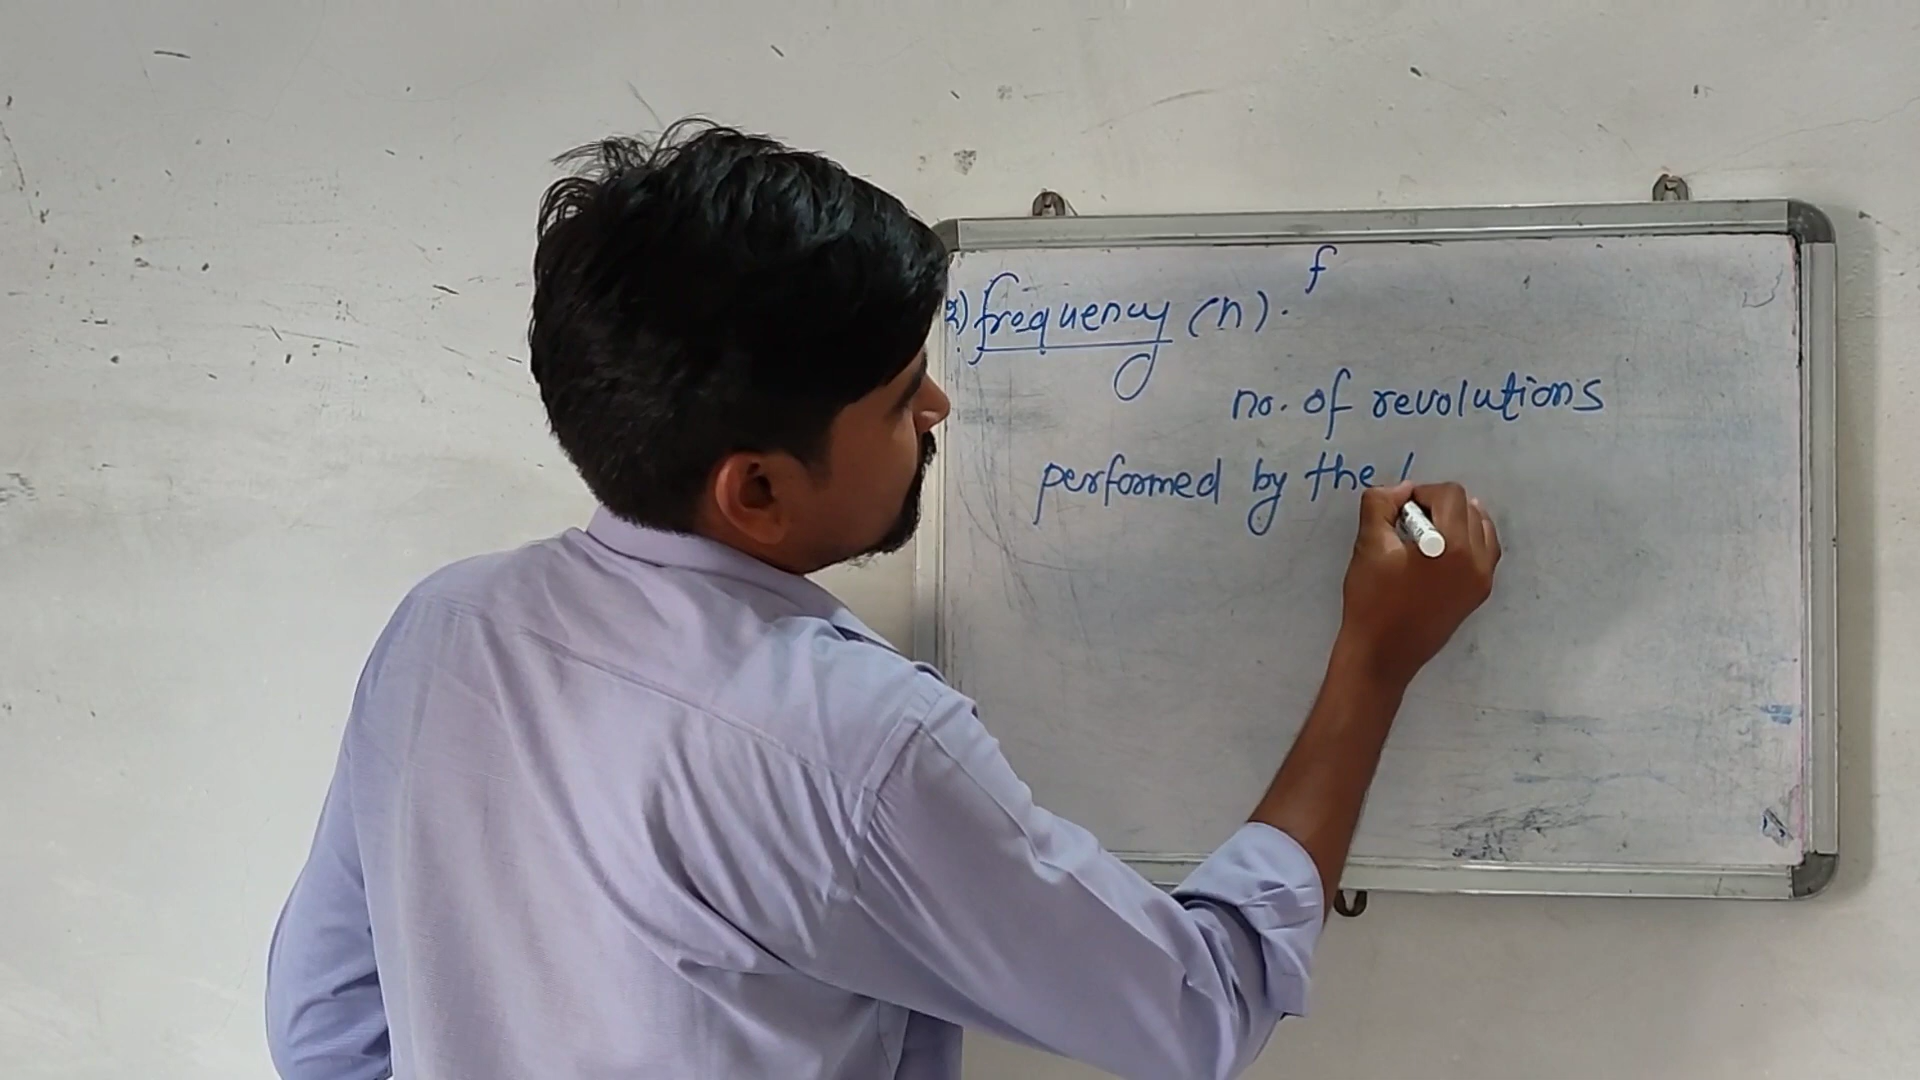 f
2) frequency (n).
no. of revolutions
performed by the